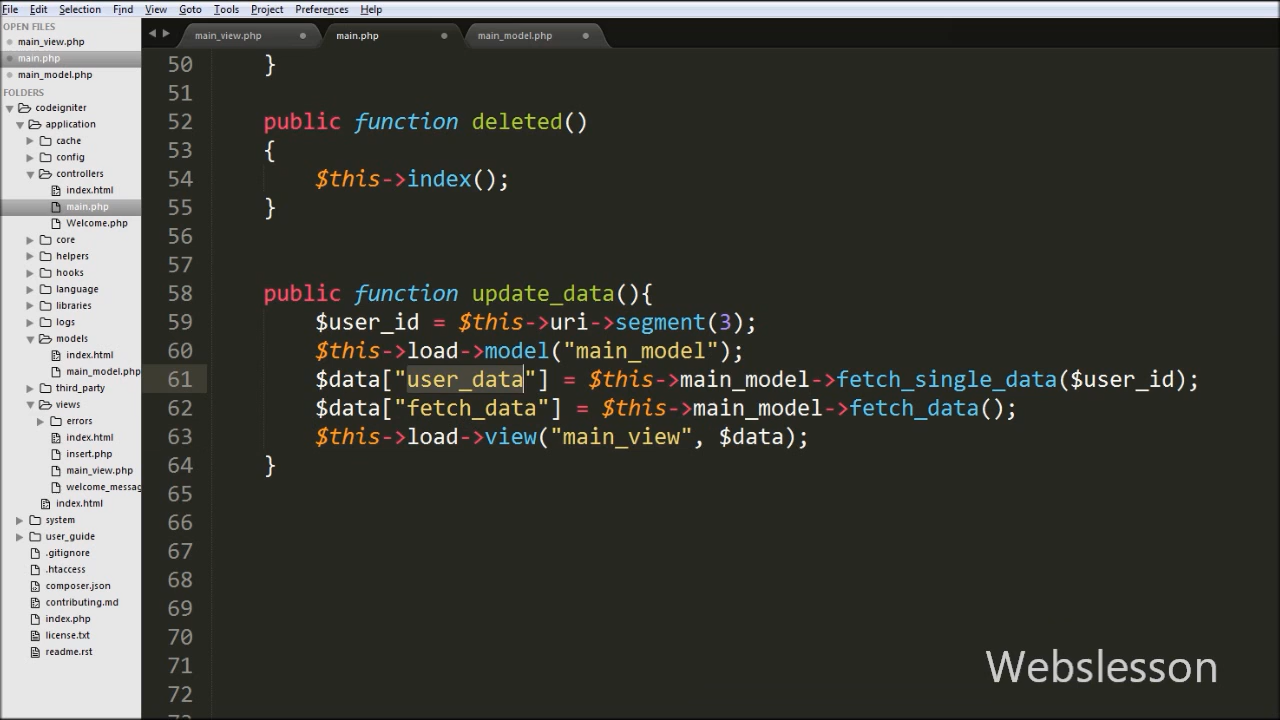 File Edit Selection Find View Goto Tools Project Preferences Help
OPEN FILES
main_view.php
main.php
main_model.php
FOLDERS
codeigniter
application
cache
config
controllers
index.html
main.php
Welcome.php
core
helpers
hooks
language
libraries
logs
models
index.html
main_model.php
third_party
views
errors
index.html
insert.php
main_view.php
welcome_messag
index.html
system
user_guide
.gitignore
.htaccess
composer.json
contributing.md
index.php
license.txt
readme.rst
main_view.php main.php main_model.php
50 }
51
52 public function deleted()
53 {
54 $this->index();
55 }
56
57
58 public function update_data(){
59 $user_id = $this->uri->segment(3);
60 $this->load->model("main_model");
61 $data["user_data"] = $this->main_model->fetch_single_data($user_id);
62 $data["fetch_data"] = $this->main_model->fetch_data();
63 $this->load->view("main_view", $data);
64 }
65
66
67
68
69
70
71
72
Webslesson